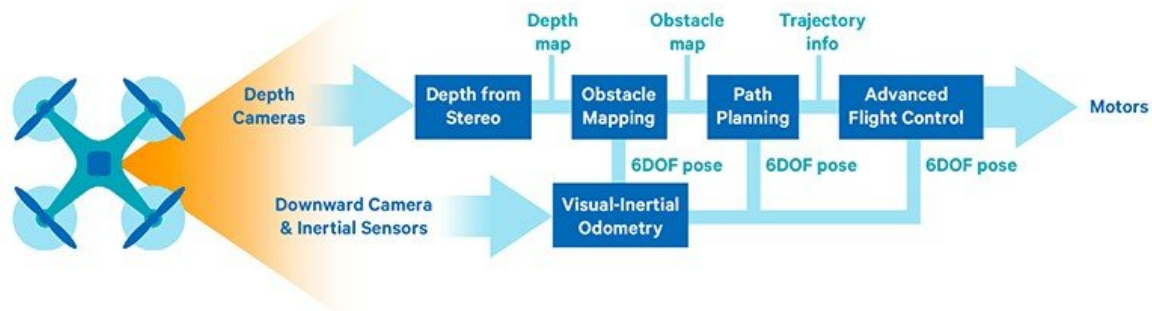 Depth
map
Obstacle
map
Trajectory
info
Depth
Cameras
Depth from
Stereo
Obstacle
Mapping
Path
Planning
Advanced
Flight Control
Motors
6DOF pose
6DOF pose
6DOF pose
Downward Camera
& Inertial Sensors
Visual-Inertial
Odometry